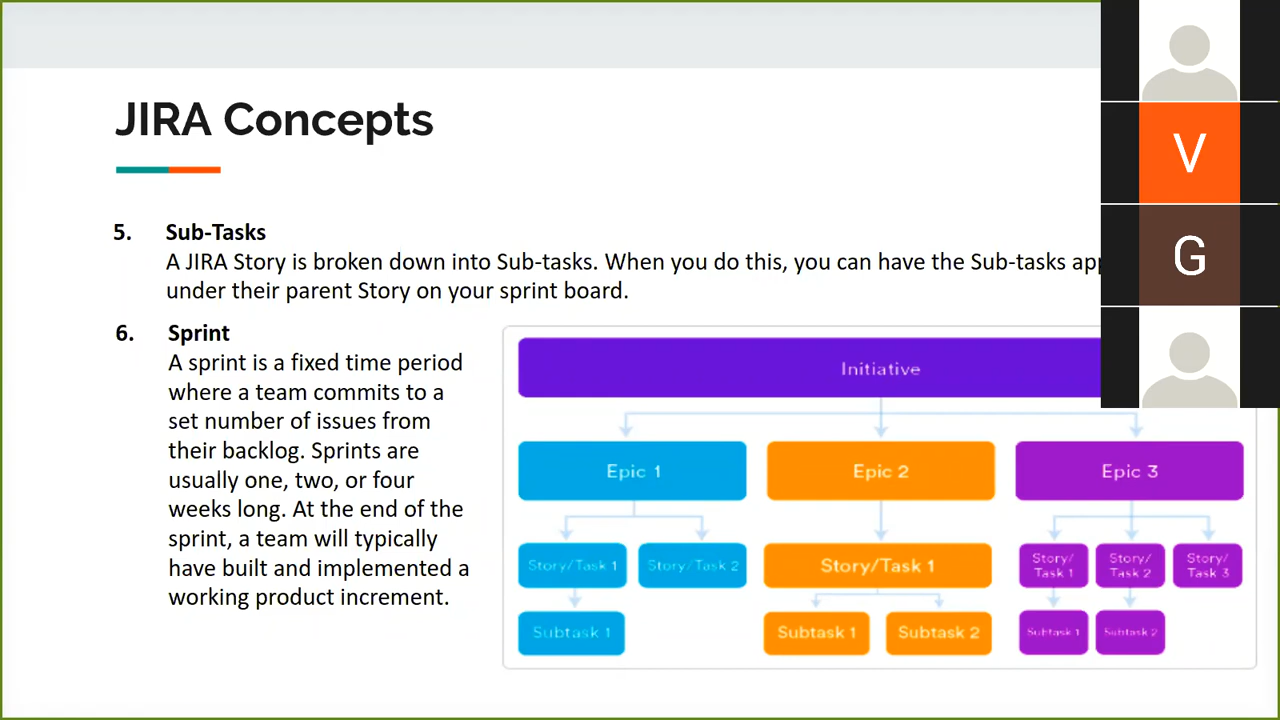 JIRA Concepts
5. Sub-Tasks
A JIRA Story is broken down into Sub-tasks. When you do this, you can have the Sub-tasks
under their parent Story on your sprint board.
6. Sprint
A sprint is a fixed time period
where a team commits to a
set number of issues from
their backlog. Sprints are
usually one, two, or four
weeks long. At the end of the
sprint, a team will typically
have built and implemented a
working product increment.
Initiative
Epic 1 Epic 2 Epic 3
Story/Task 1 Story/Task 2 Story/Task 1
Story/ Story/ Story/
Task 1 Task 2 Task 3
Subtask 1 Subtask 1 Subtask 2 Subtask 1 Subtask 2
V
G